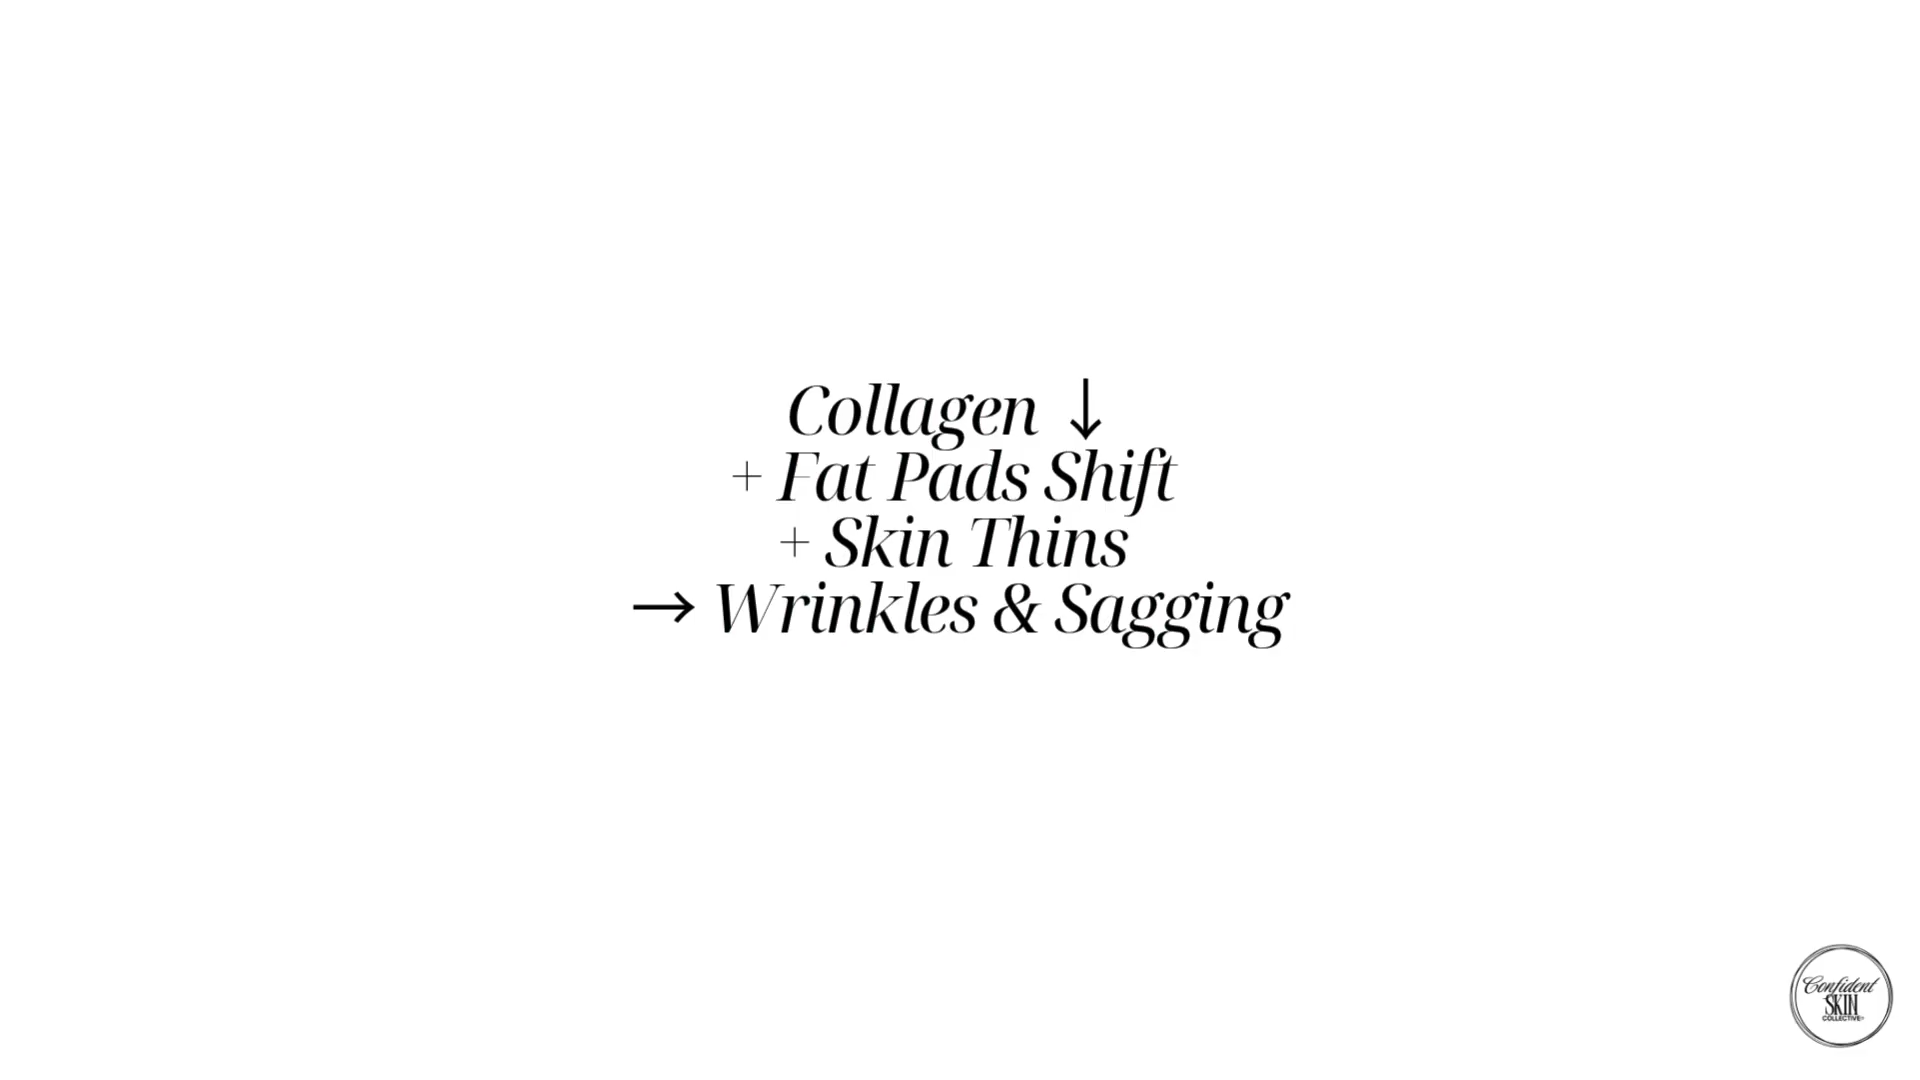 Collagen ↓
+ Fat Pads Shift
+ Skin Thins
→ Wrinkles & Sagging
Confident
SKIN
COLLECTIVE